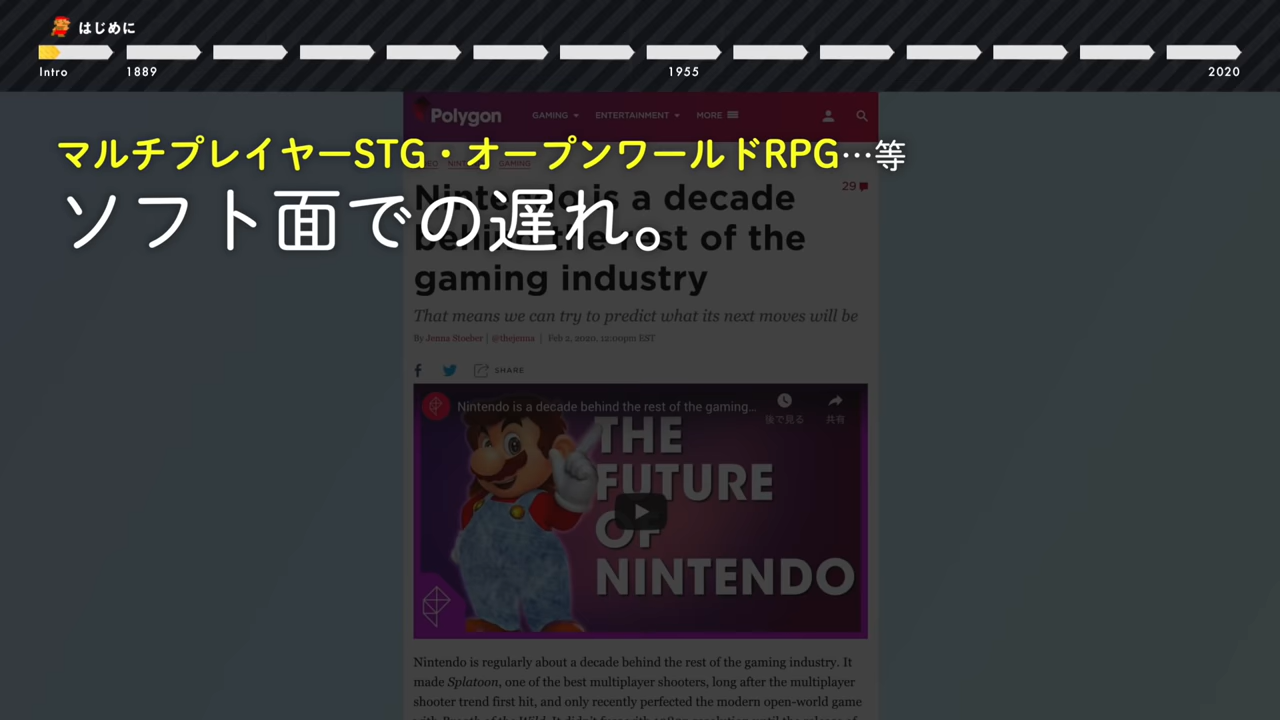 はじめに
Intro
1889
1955
2020
Polygon
GAMING
ENTERTAINMENT
MORE
マルチプレイヤーSTG・オープンワールドRPG…等
GAMING
29
ソフト面での遅れ。
Nintendo is a decade
behind the rest of the
gaming industry
That means we can try to predict what its next moves will be
By Jenna Stoeber | @thejenna | Feb 2, 2020, 12:00pm EST
SHARE
Nintendo is a decade behind the rest of the gaming...
後で見る
共有
THE
FUTURE
OF
NINTENDO
Nintendo is regularly about a decade behind the rest of the gaming industry. It
made Splatoon, one of the best multiplayer shooters, long after the multiplayer
shooter trend first hit, and only recently perfected the modern open-world game